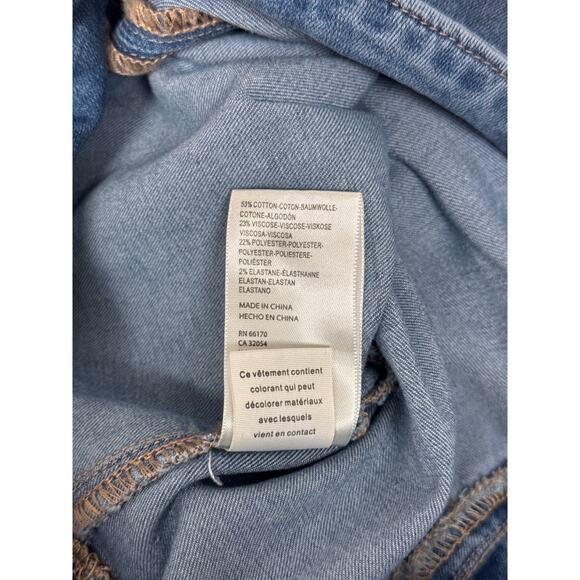 53% COTTON-COTON-BAUMWOLLE-
COTONE-ALGODÓN
23% VISCOSE-VISCOSE-VISKOSE
VISCOSA-VISCOSA
22% POLYESTER-POLYESTER-
POLYESTER-POLIESTERE-
POLIÉSTER
2% ELASTANE-ÉLASTHANNE
ELASTAN-ELASTAN
ELASTANO
MADE IN CHINA
HECHO EN CHINA
RN 66170
CA 32054
Ce vêtement contient
colorant qui peut
décolorer matériaux
avec lesquels
vient en contact